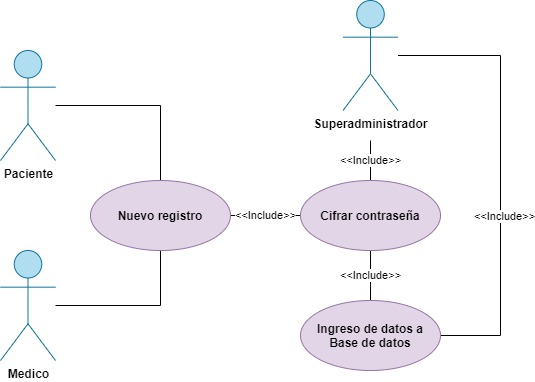 Superadministrador
<<Include>>
Paciente
Nuevo registro
<<Include>>
Cifrar contraseña
<<Include>>
<<Include>>
Ingreso de datos a
Base de datos
Medico